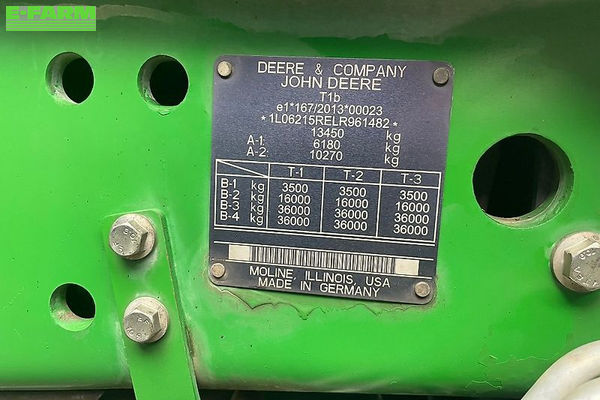 E-FARM
DEERE & COMPANY
JOHN DEERE
T1b
e1*167/2013*00023
*1L06215RELR961482*
13450 kg
A-1: 6180 kg
A-2: 10270 kg
T-1 T-2 T-3
B-1 kg 3500 3500 3500
B-2 kg 16000 16000 16000
B-3 kg 36000 36000 36000
B-4 kg 36000 36000 36000
MOLINE, ILLINOIS, USA
MADE IN GERMANY